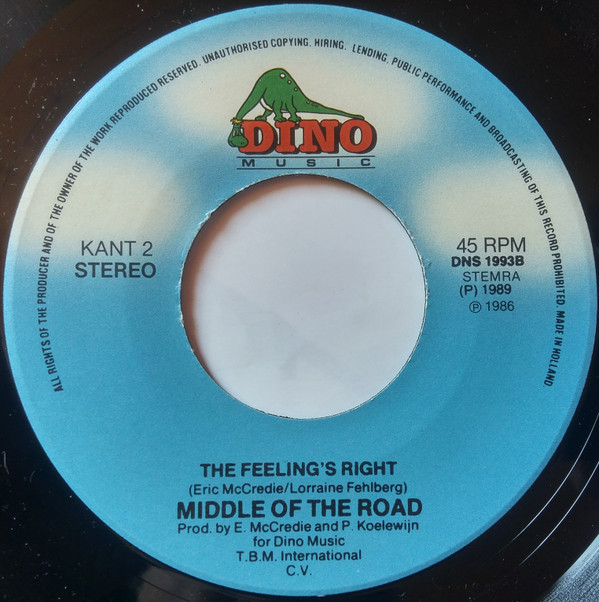 ALL RIGHTS OF THE PRODUCER AND OF THE OWNER OF THE WORK REPRODUCED RESERVED. UNAUTHORISED COPYING, HIRING, LENDING, PUBLIC PERFORMANCE AND BROADCASTING OF THIS RECORD PROHIBITED. MADE IN HOLLAND.
DINO
MUSIC
KANT 2
STEREO
45 RPM
DNS 1993B
STEMRA
(P) 1989
℗ 1986
THE FEELING'S RIGHT
(Eric McCredie/Lorraine Fehlberg)
MIDDLE OF THE ROAD
Prod. by E. McCredie and P. Koelewijn
for Dino Music
T.B.M. International
C.V.